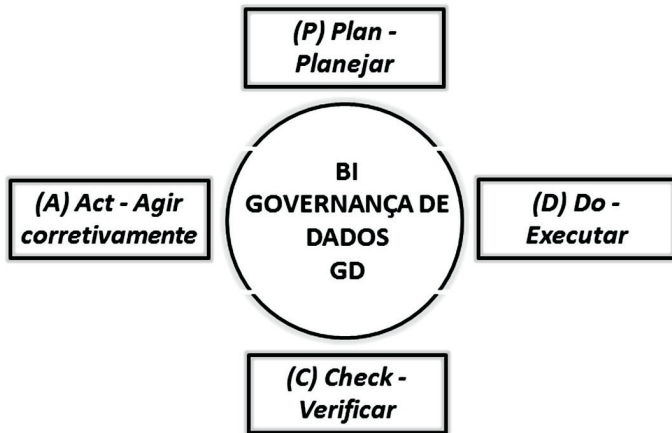 (P) Plan -
Planejar
BI
GOVERNANÇA DE
DADOS
GD
(A) Act - Agir
corretivamente
(D) Do -
Executar
(C) Check -
Verificar